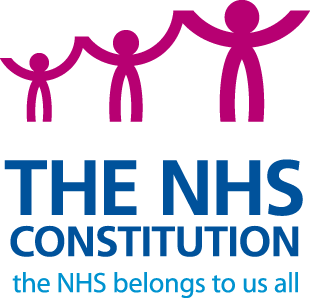 THE NHS
CONSTITUTION
the NHS belongs to us all